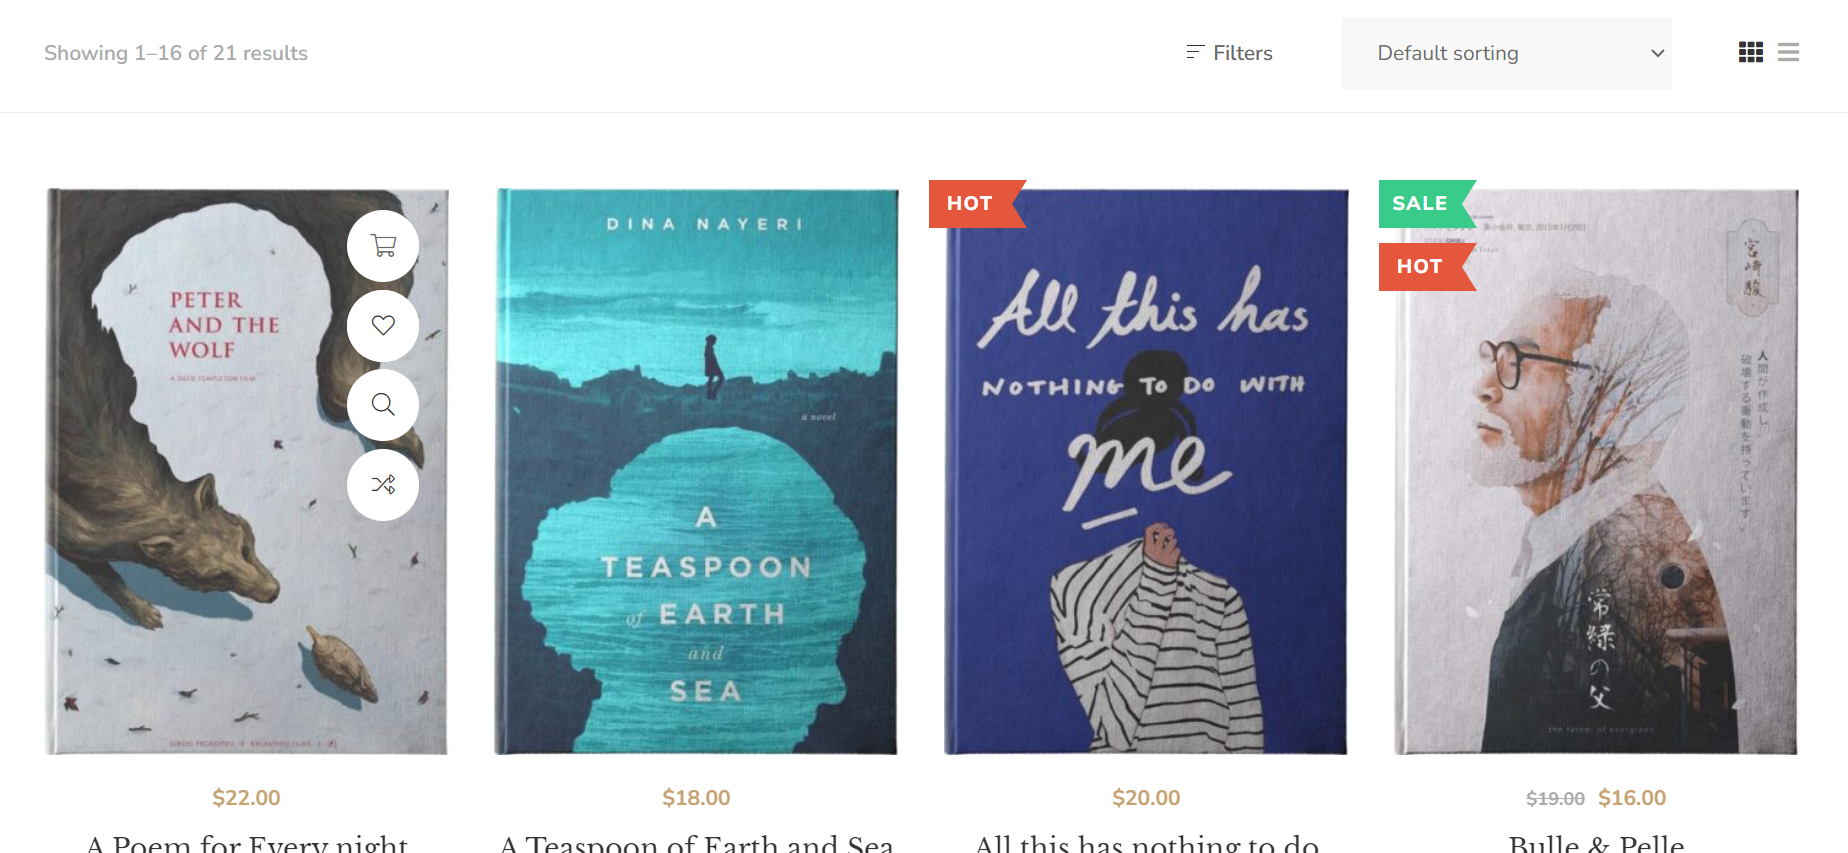 Showing 1–16 of 21 results
Filters
Default sorting
PETER
AND THE
WOLF
A SUZIE TEMPLETON FILM
SERGEI PROKOFIEV
BREAKTHRU FILMS
DINA NAYERI
a novel
A
TEASPOON
of EARTH
and
SEA
HOT
All this has
NOTHING TO DO WITH
me
SALE
HOT
宮崎駿
人間が作成し、
破壊する衝動を持っています。
常緑の父
the father of evergreen
$22.00
$18.00
$20.00
$19.00 $16.00
A Poem for Every night
A Teaspoon of Earth and Sea
All this has nothing to do
Bulle & Pelle